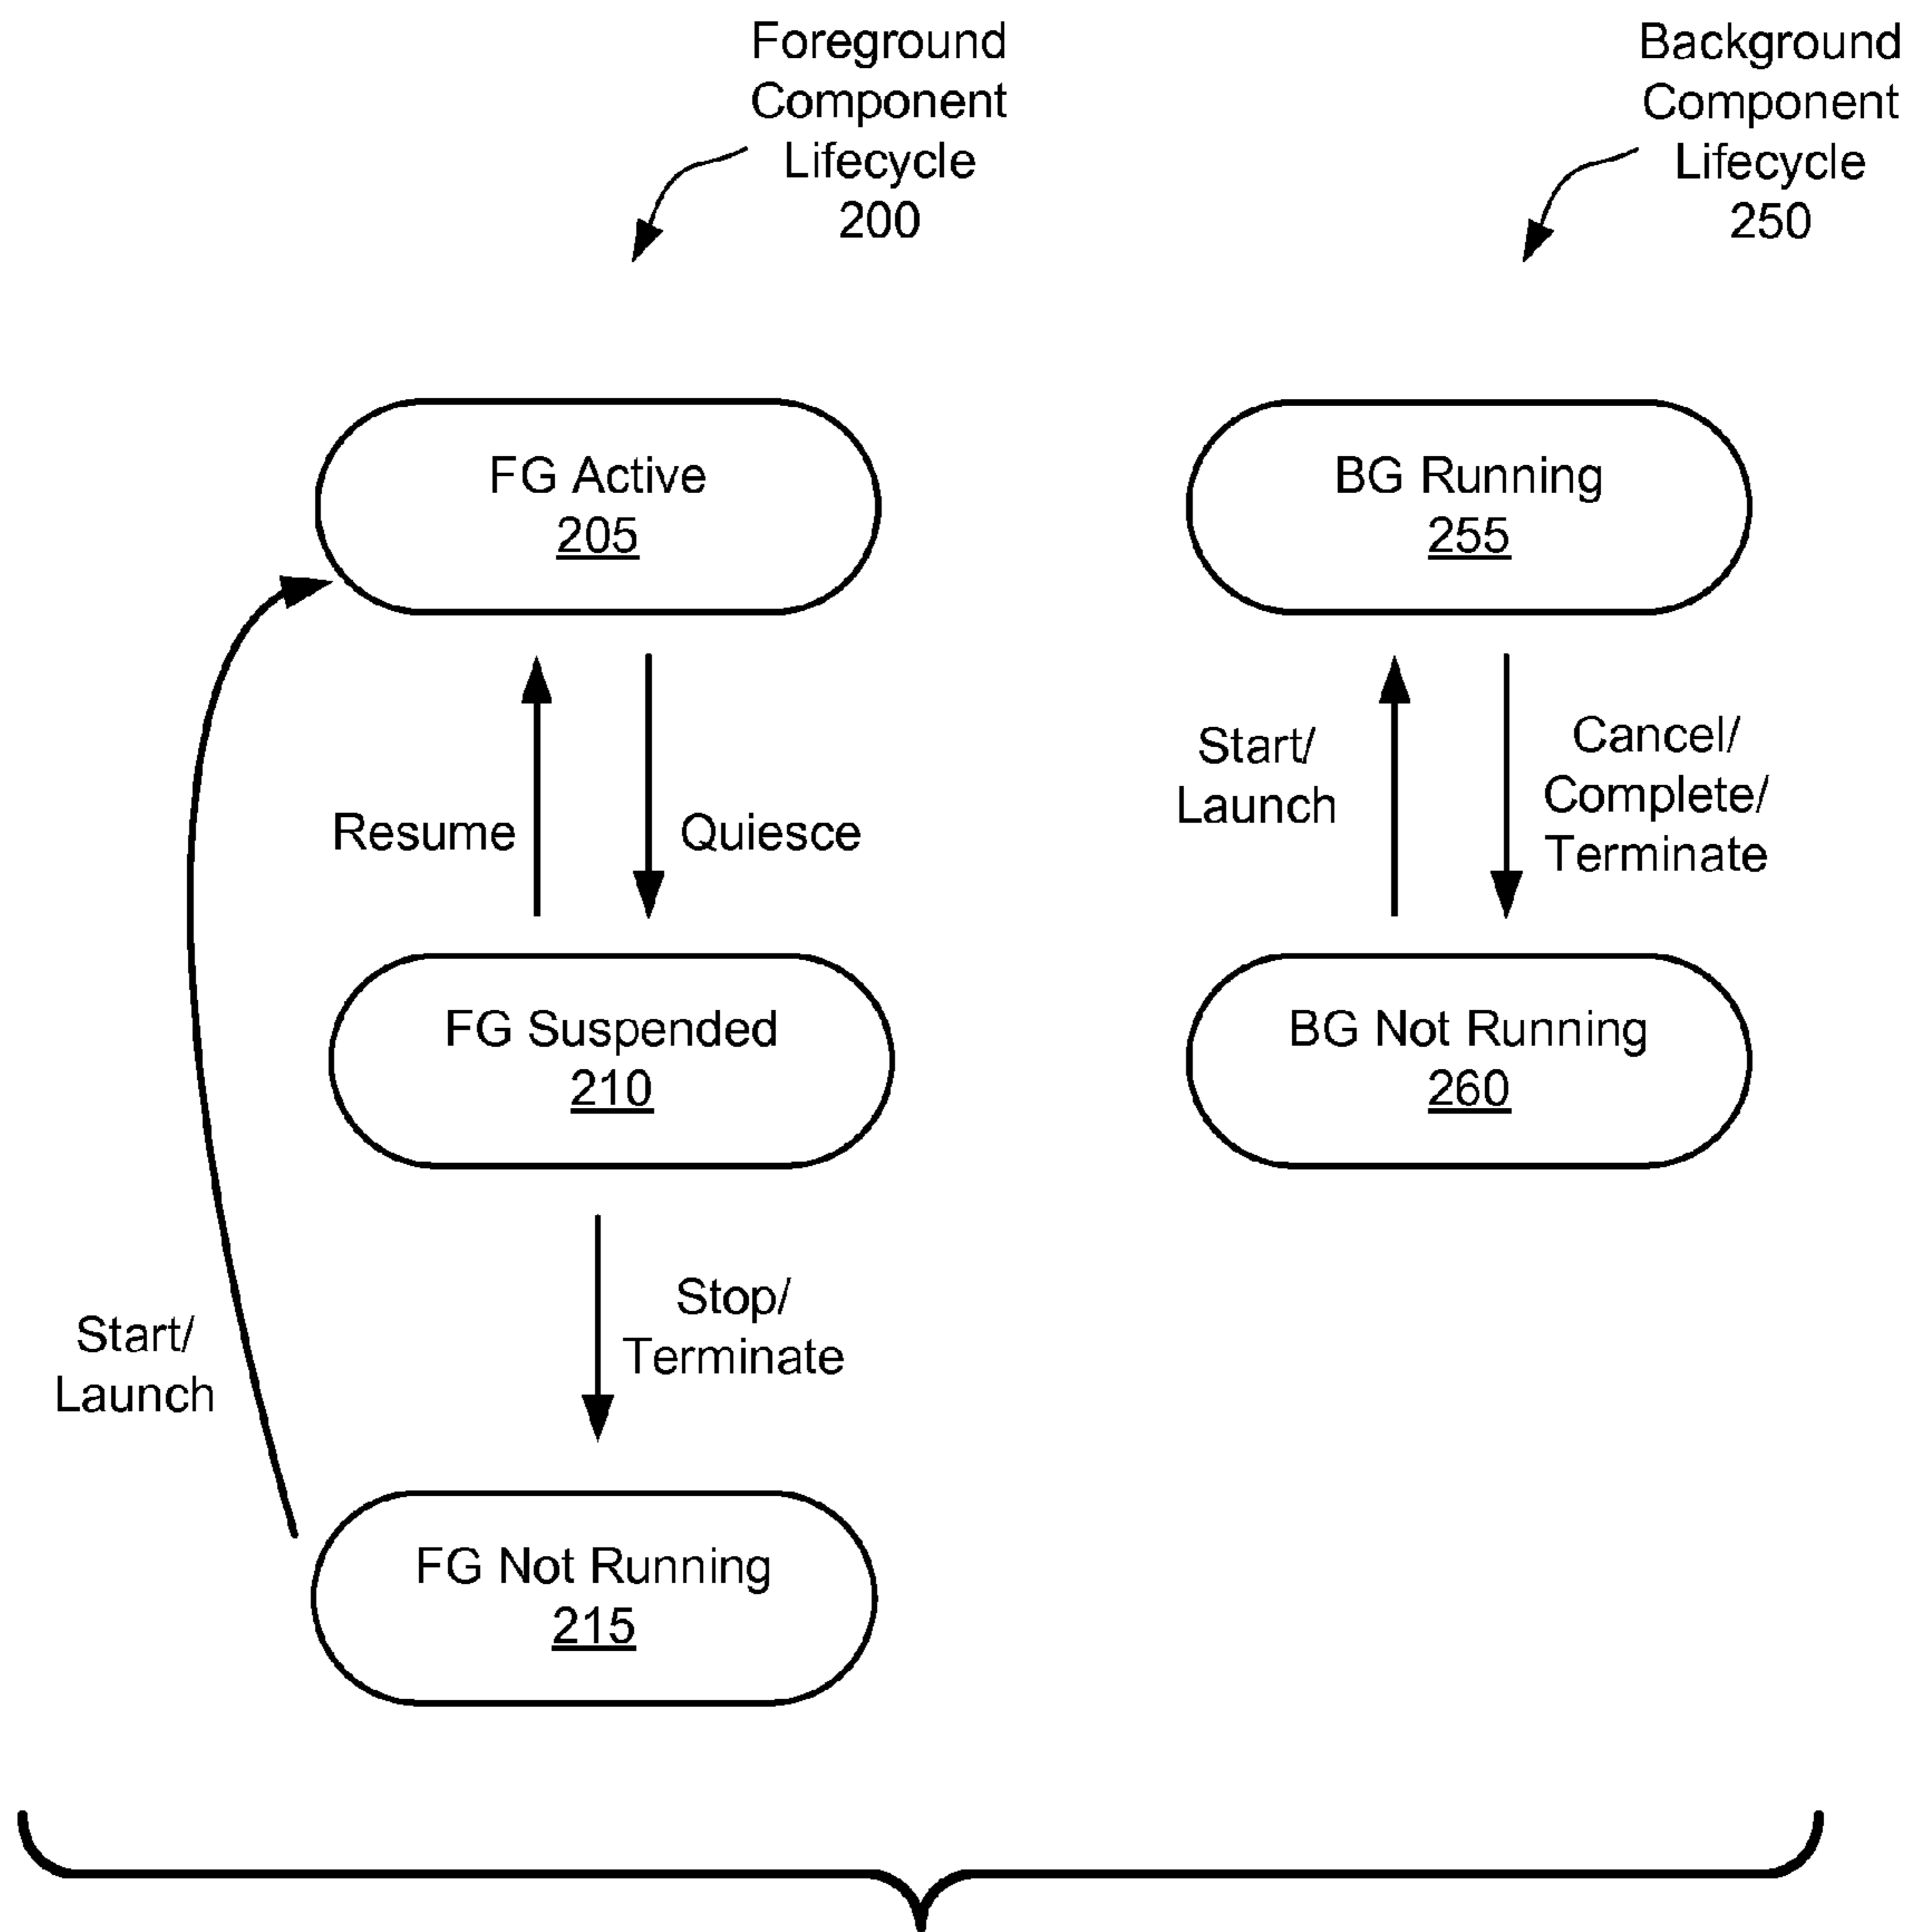 Foreground
Component
Lifecycle
200
Background
Component
Lifecycle
250
FG Active
205
BG Running
255
Resume
Quiesce
Start/
Launch
Cancel/
Complete/
Terminate
FG Suspended
210
BG Not Running
260
Start/
Launch
Stop/
Terminate
FG Not Running
215